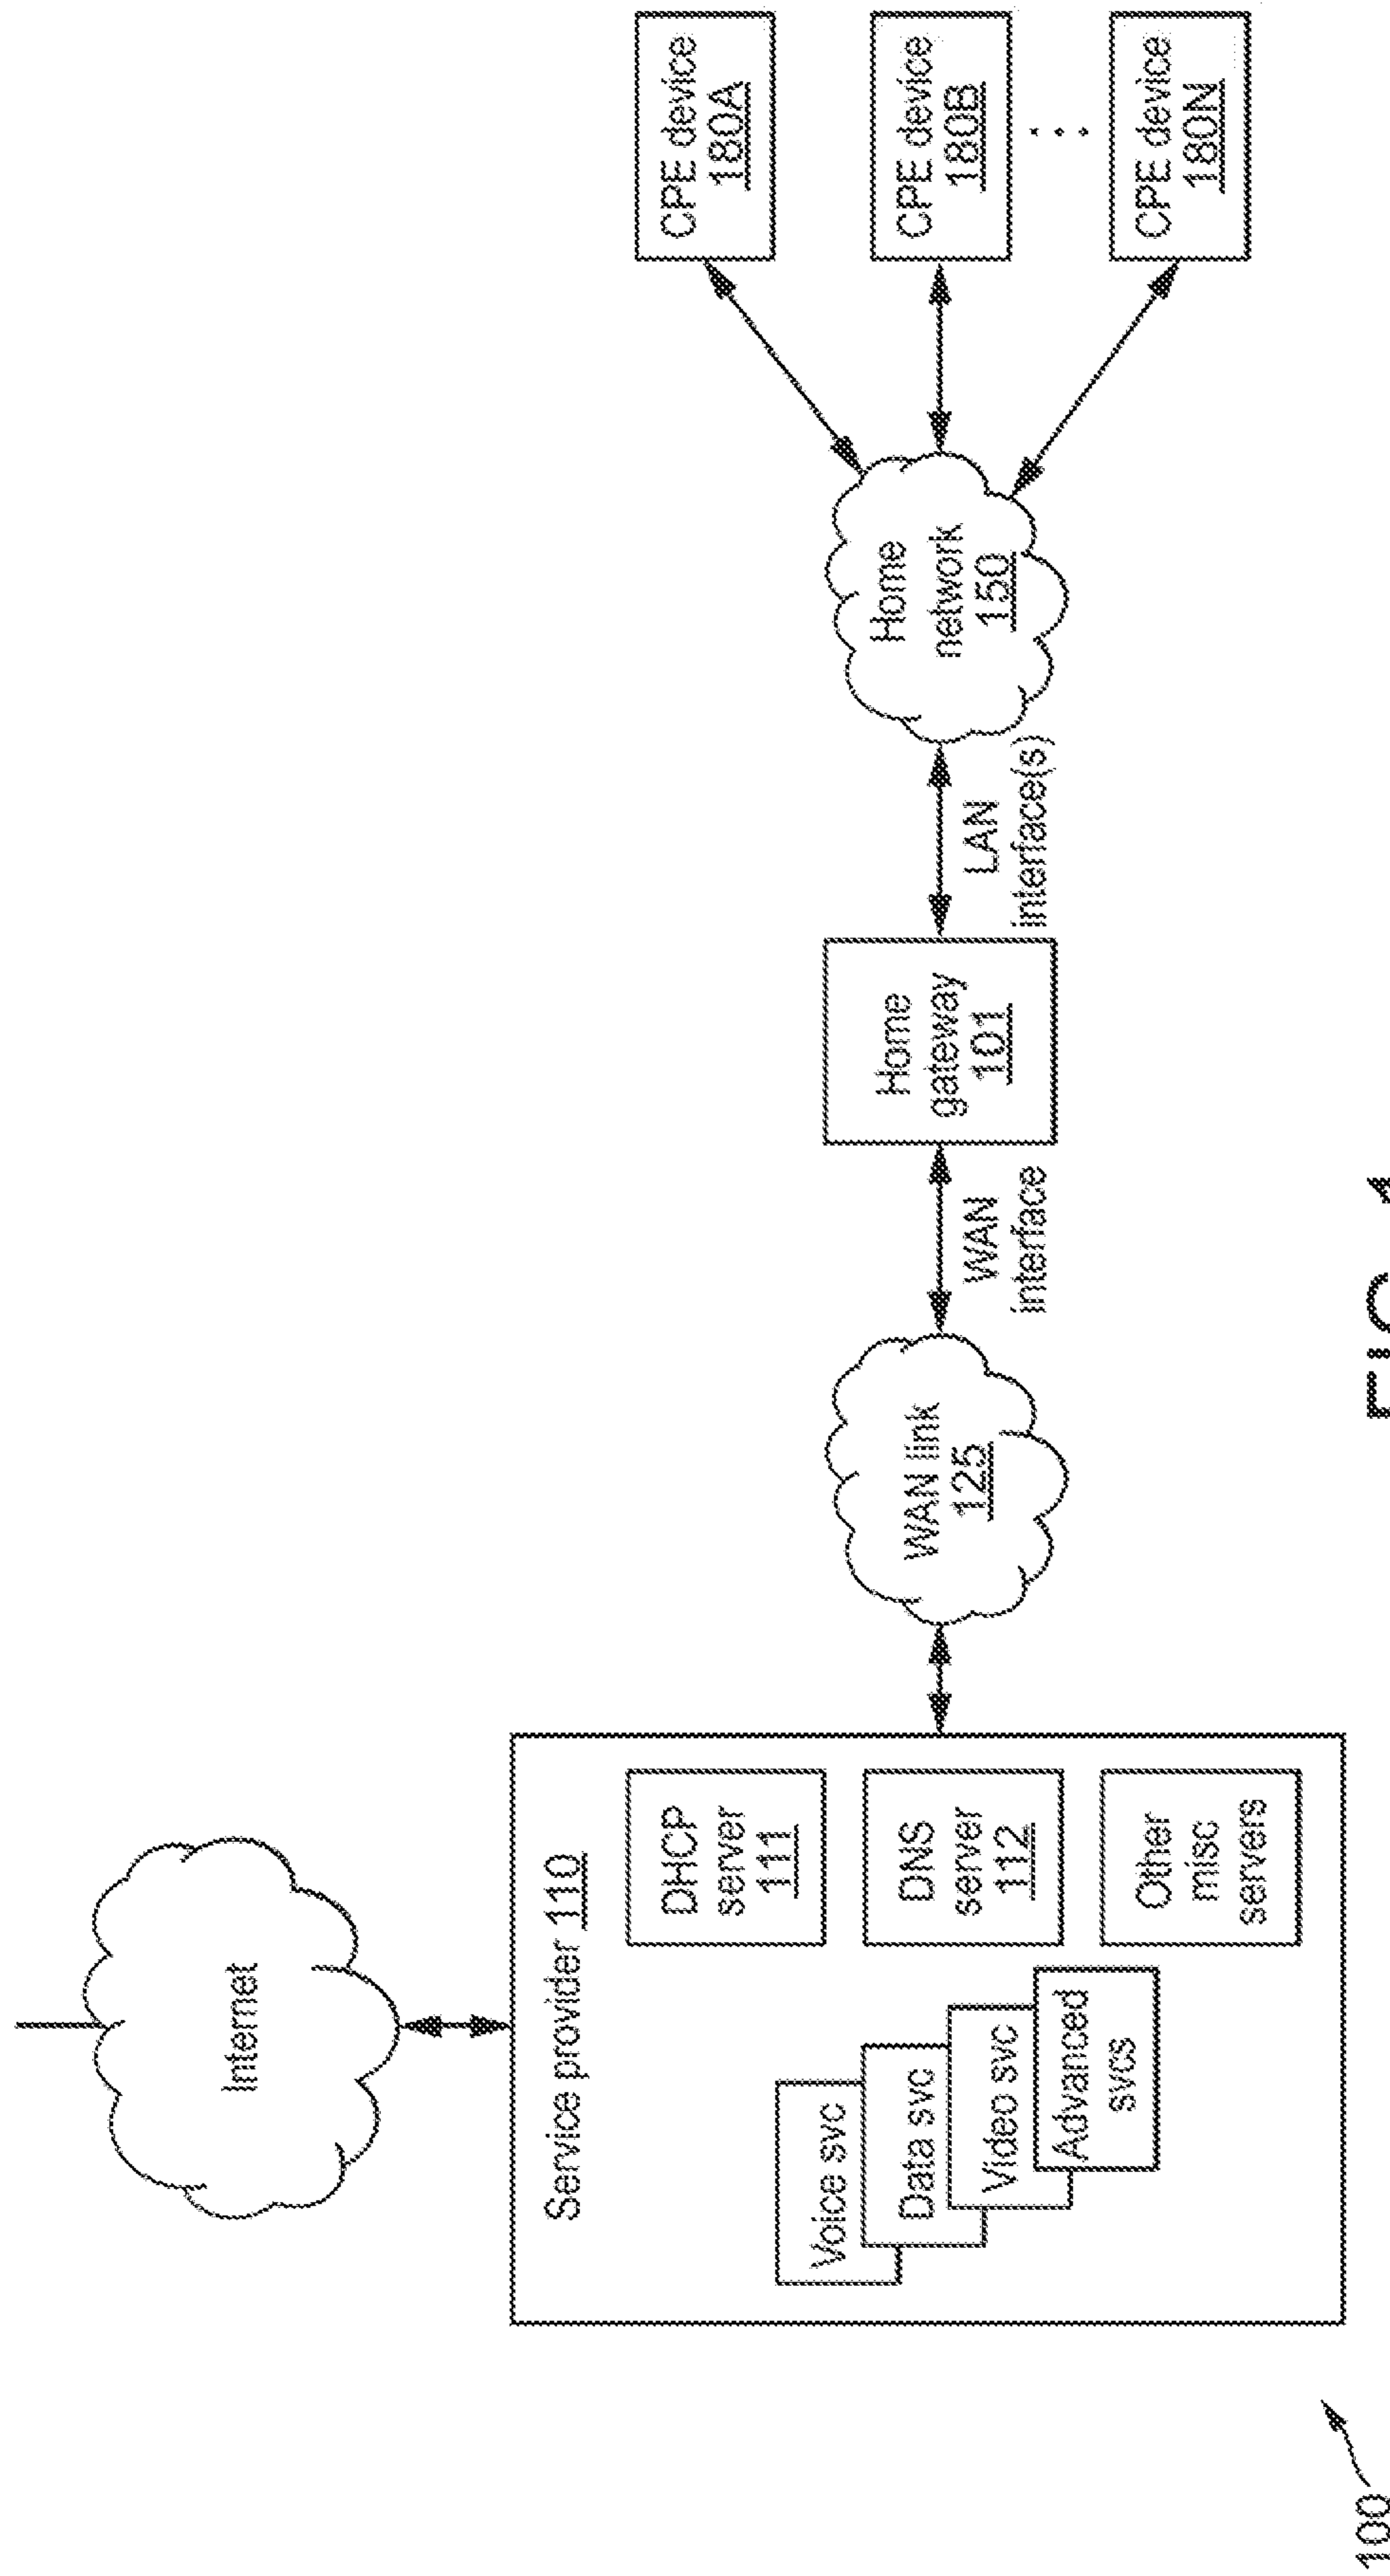 Internet
Service provider 110
Voice svc
Data svc
Video svc
Advanced
svcs
DHCP
server
111
DNS
server
112
Other
misc
servers
WAN link
125
WAN
interface
Home
gateway
101
LAN
interface(s)
Home
network
150
CPE device
180A
CPE device
180B
CPE device
180N
100